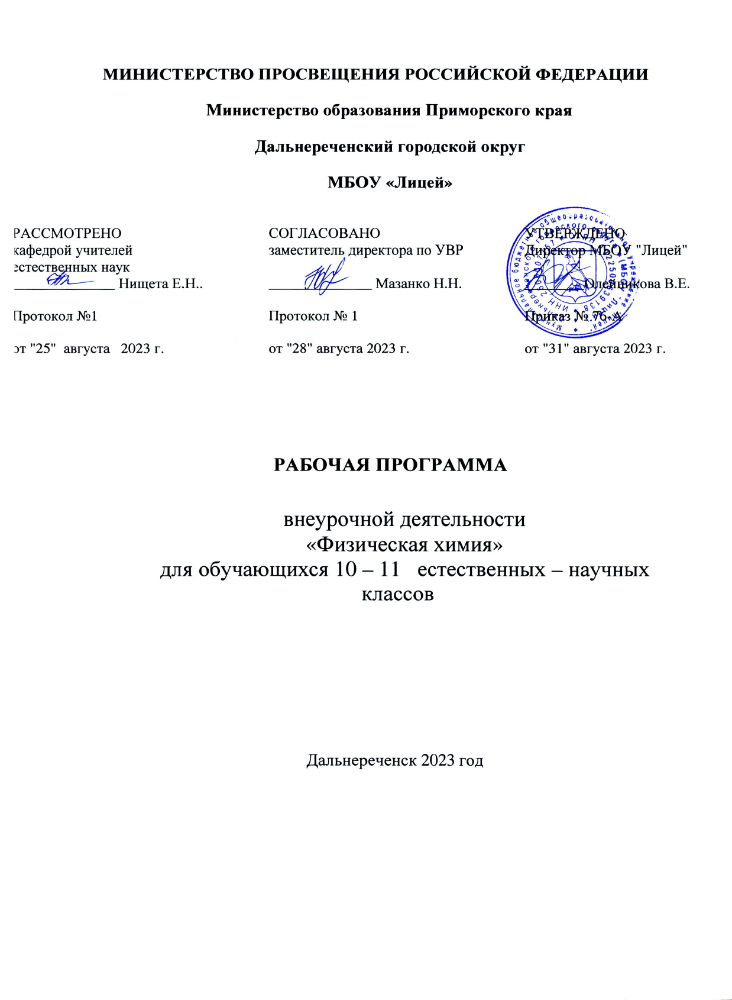 МИНИСТЕРСТВО ПРОСВЕЩЕНИЯ РОССИЙСКОЙ ФЕДЕРАЦИИ
Министерство образования Приморского края
Дальнереченский городской округ
МБОУ «Лицей»
РАССМОТРЕНО
кафедрой учителей
естественных наук
Нищета Е.Н..
Протокол №1
от "25" августа 2023 г.
СОГЛАСОВАНО
заместитель директора по УВР
Мазанко Н.Н.
Протокол № 1
от "28" августа 2023 г.
УТВЕРЖДЕНО
Директор МБОУ "Лицей"
Олейникова В.Е.
Приказ № 76-А
от "31" августа 2023 г.
РАБОЧАЯ ПРОГРАММА
внеурочной деятельности
«Физическая химия»
для обучающихся 10 – 11 естественных – научных
классов
Дальнереченск 2023 год